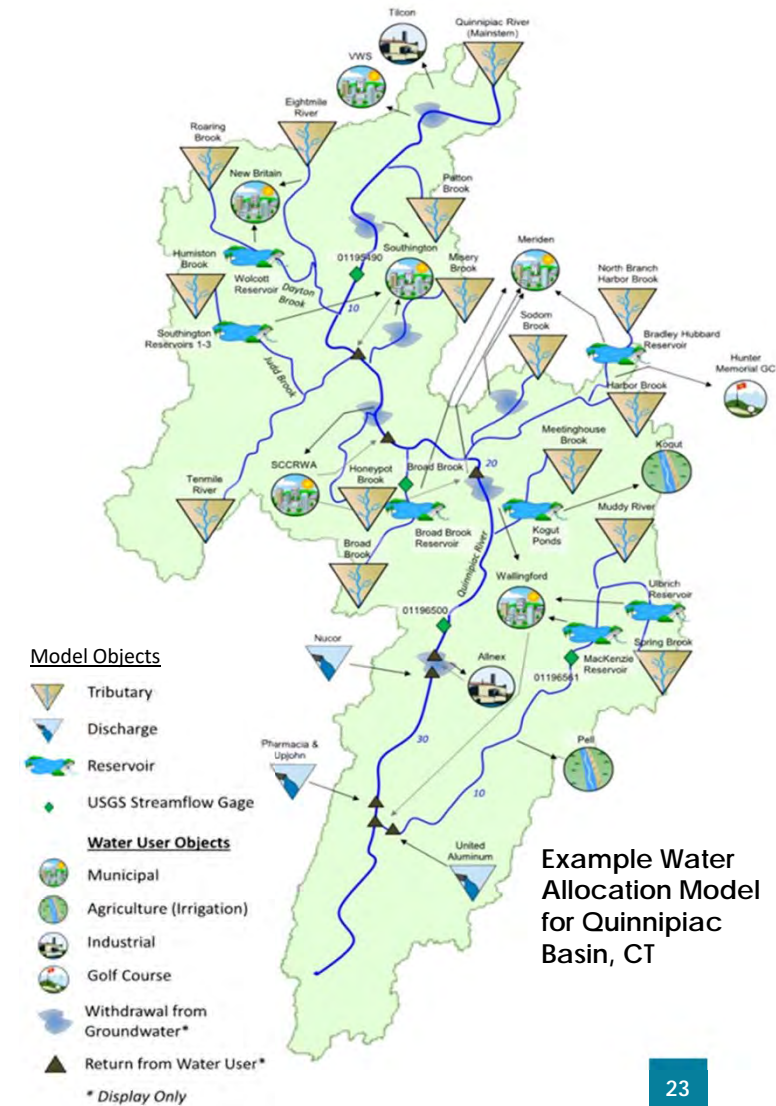 Tilcon
Quinnipiac River
(Mainstem)
VWS
Eightmile
River
Roaring
Brook
New Britain
Patton
Brook
Meriden
Southington
Misery
Brook
01195490
Humiston
Brook
Wolcott
Reservoir
Dayton
Brook
10
North Branch
Harbor Brook
Sodom
Brook
Bradley Hubbard
Reservoir
Southington
Reservoirs 1-3
Hunter
Memorial GC
Judd Brook
Harbor Brook
Meetinghouse
Brook
Kogut
SCCRWA
Honeypot
Brook
Broad Brook
20
Tenmile
River
Broad Brook
Reservoir
Kogut
Ponds
Muddy River
Broad
Brook
Quinnipiac River
Wallingford
Ulbrich
Reservoir
01196500
Spring Brook
MacKenzie
Reservoir
01196561
Nucor
Allnex
Pell
30
10
Pharmacia &
Upjohn
United
Aluminum
Model Objects
Tributary
Discharge
Reservoir
USGS Streamflow Gage
Water User Objects
Municipal
Agriculture (Irrigation)
Industrial
Golf Course
Withdrawal from
Groundwater*
Return from Water User*
* Display Only
Example Water
Allocation Model
for Quinnipiac
Basin, CT
23